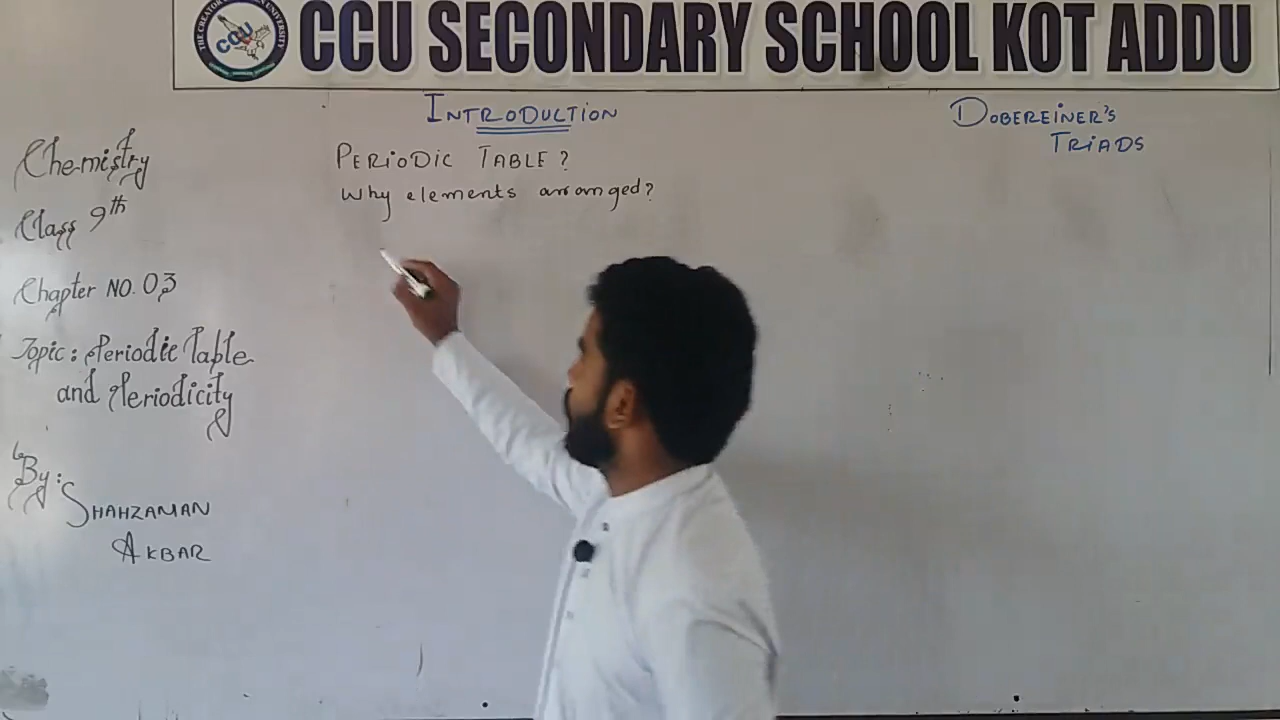 CCU SECONDARY SCHOOL KOT ADDU
CCU
Chemistry
Class 9th
Chapter NO. 03
Topic: Periodic Table
and Periodicity
By:
SHAHZAMAN
AKBAR
INTRODUCTION
PERIODIC TABLE?
Why elements arranged?
DOBEREINER'S
TRIADS